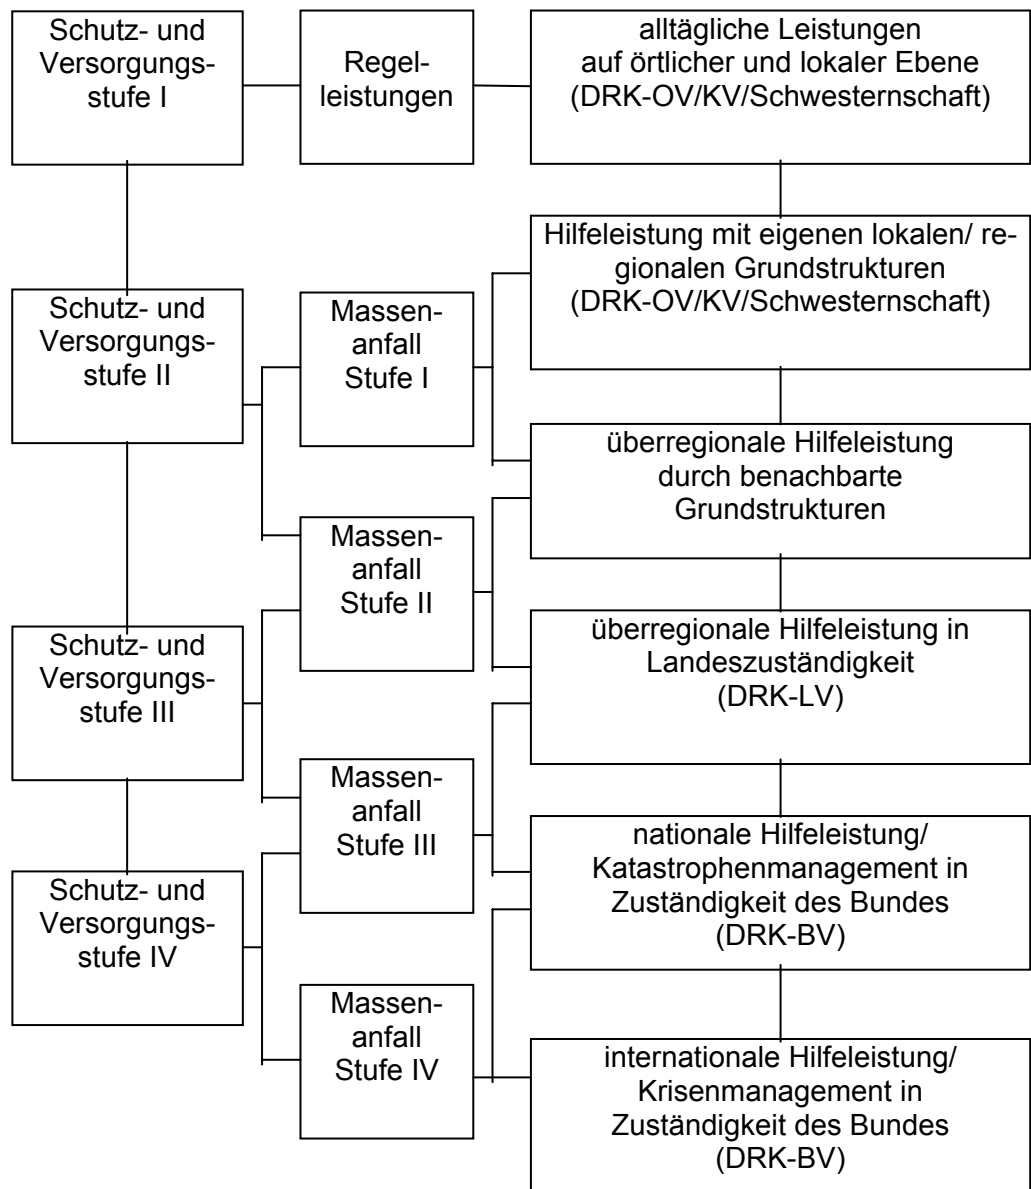 Schutz- und
Versorgungs-
stufe I
Regel-
leistungen
alltägliche Leistungen
auf örtlicher und lokaler Ebene
(DRK-OV/KV/Schwesternschaft)
Hilfeleistung mit eigenen lokalen/ re-
gionalen Grundstrukturen
(DRK-OV/KV/Schwesternschaft)
Schutz- und
Versorgungs-
stufe II
Massen-
anfall
Stufe I
überregionale Hilfeleistung
durch benachbarte
Grundstrukturen
Massen-
anfall
Stufe II
Schutz- und
Versorgungs-
stufe III
überregionale Hilfeleistung in
Landeszuständigkeit
(DRK-LV)
Massen-
anfall
Stufe III
nationale Hilfeleistung/
Katastrophenmanagement in
Zuständigkeit des Bundes
(DRK-BV)
Schutz- und
Versorgungs-
stufe IV
Massen-
anfall
Stufe IV
internationale Hilfeleistung/
Krisenmanagement in
Zuständigkeit des Bundes
(DRK-BV)